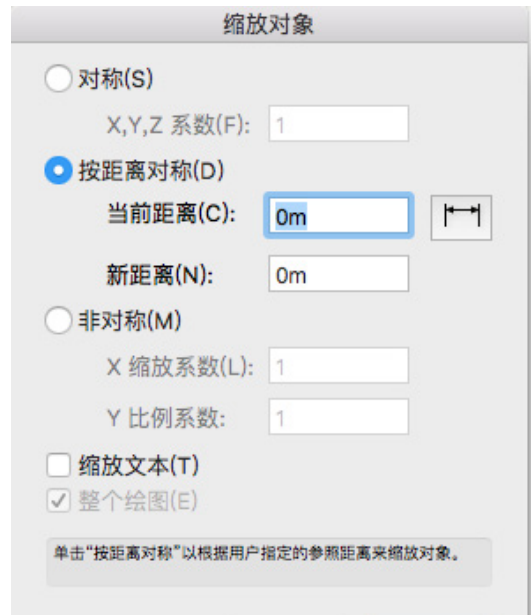 缩放对象
对称(S)
X,Y,Z 系数(F): 1
按距离对称(D)
当前距离(C): 0m
新距离(N): 0m
非对称(M)
X 缩放系数(L): 1
Y 比例系数: 1
缩放文本(T)
整个绘图(E)
单击“按距离对称”以根据用户指定的参照距离来缩放对象。